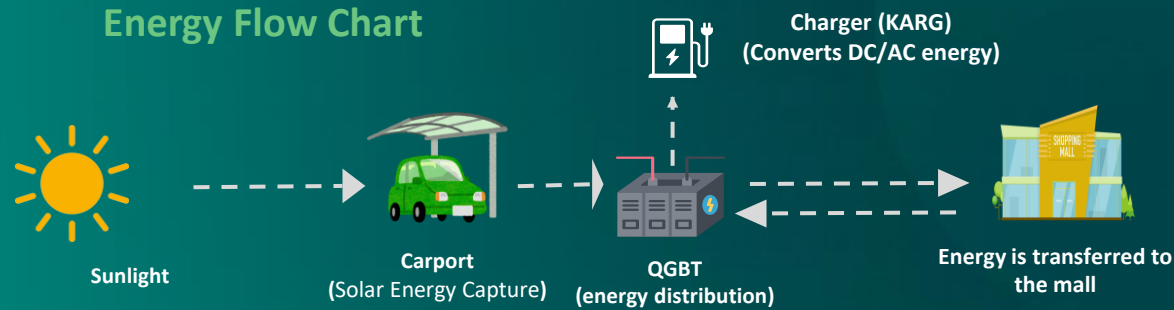 Energy Flow Chart
Charger (KARG)
(Converts DC/AC energy)
SHOPPING
MALL
Sunlight
Carport
(Solar Energy Capture)
QGBT
(energy distribution)
Energy is transferred to
the mall